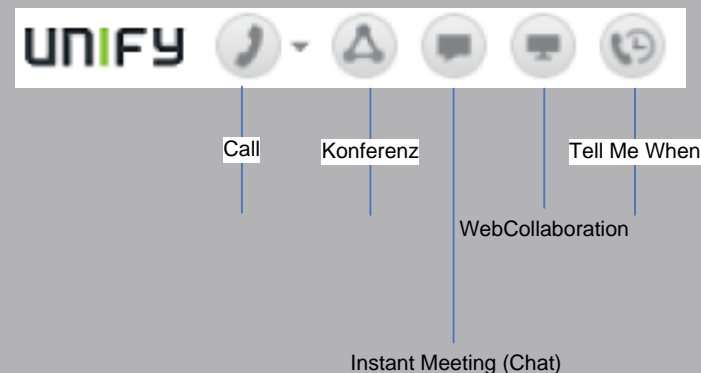 UNIFY
Call
Konferenz
Tell Me When
WebCollaboration
Instant Meeting (Chat)